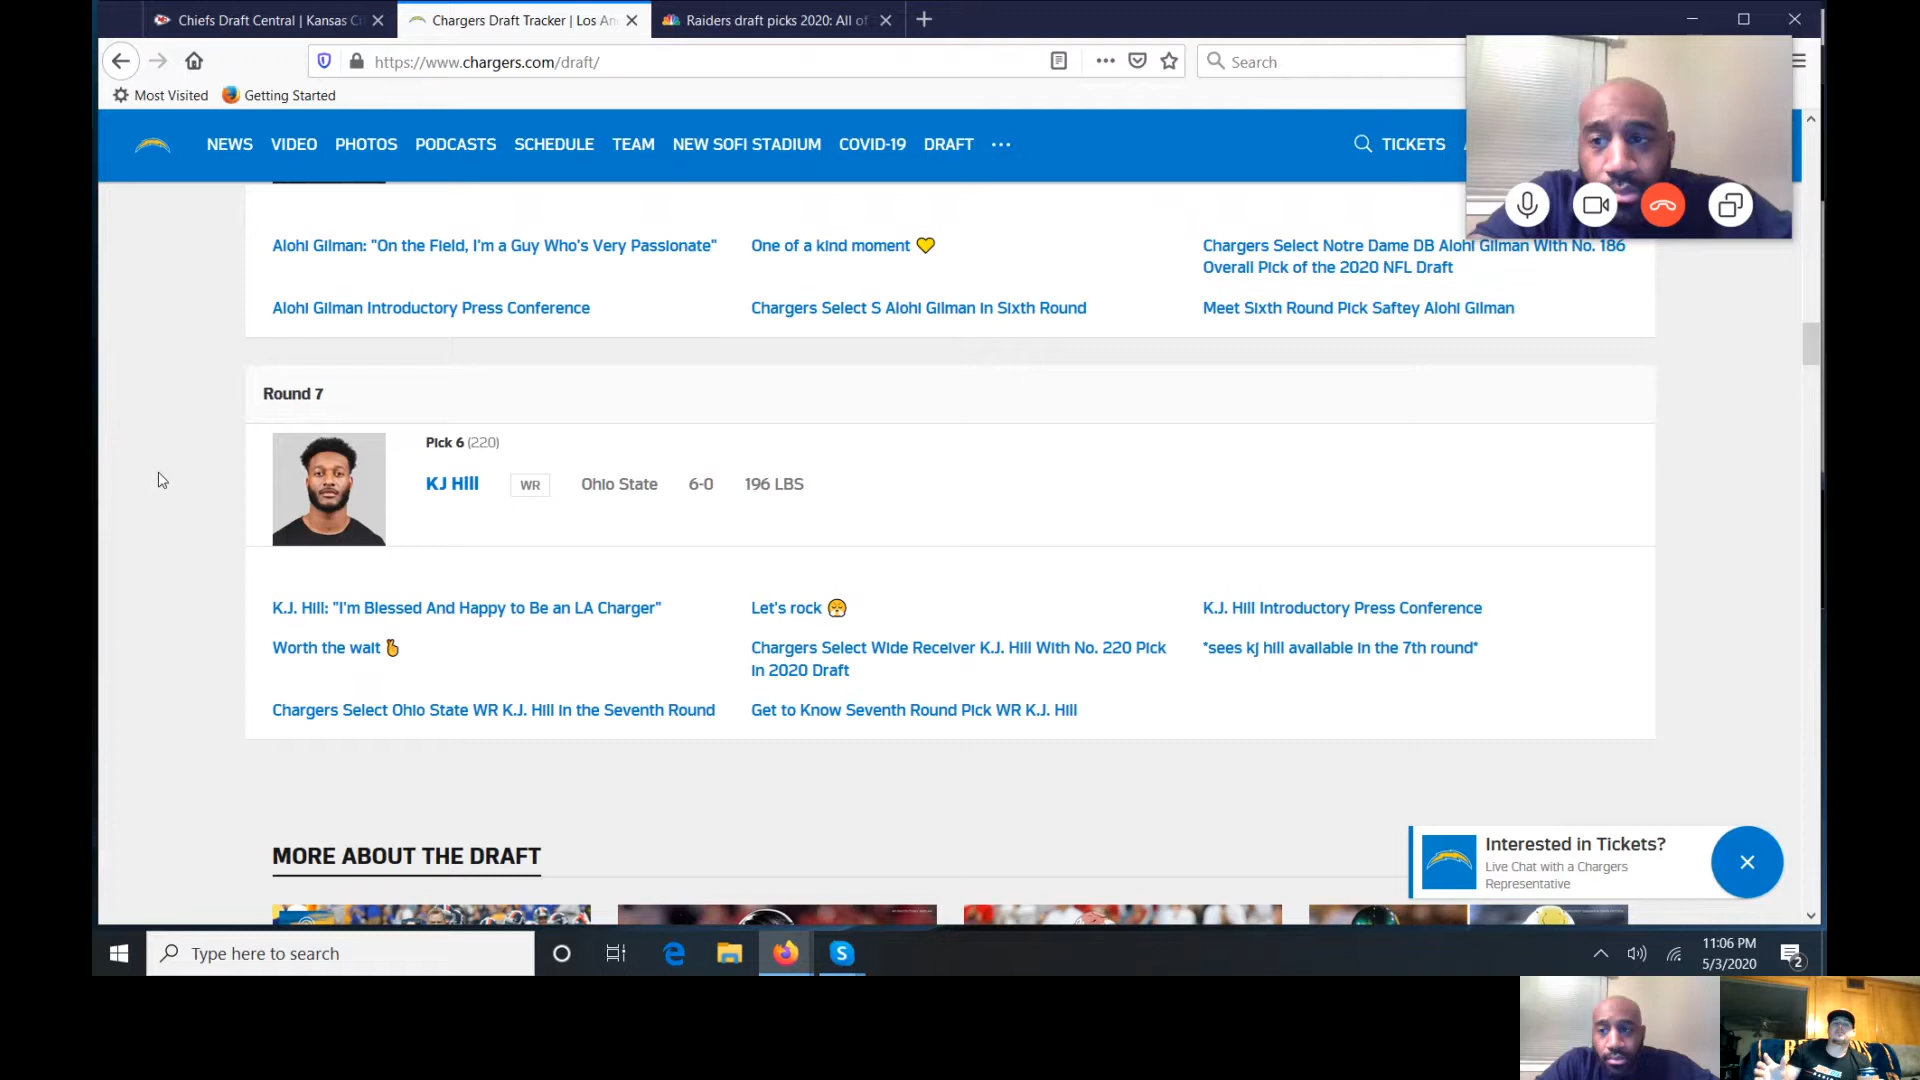 Chiefs Draft Central | Kansas Ci
Chargers Draft Tracker | Los An
Raiders draft picks 2020: All of
https://www.chargers.com/draft/
Search
Most Visited
Getting Started
NEWS VIDEO PHOTOS PODCASTS SCHEDULE TEAM NEW SOFI STADIUM COVID-19 DRAFT
TICKETS
Alohi Gilman: "On the Field, I'm a Guy Who's Very Passionate"
One of a kind moment 💛
Chargers Select Notre Dame DB Alohi Gilman With No. 186
Overall Pick of the 2020 NFL Draft
Alohi Gilman Introductory Press Conference
Chargers Select S Alohi Gilman in Sixth Round
Meet Sixth Round Pick Saftey Alohi Gilman
Round 7
Pick 6 (220)
KJ Hill WR Ohio State 6-0 196 LBS
K.J. Hill: "I'm Blessed And Happy to Be an LA Charger"
Let's rock 😤
K.J. Hill Introductory Press Conference
Worth the wait
Chargers Select Wide Receiver K.J. Hill With No. 220 Pick
in 2020 Draft
*sees kj hill available in the 7th round*
Chargers Select Ohio State WR K.J. Hill in the Seventh Round
Get to Know Seventh Round Pick WR K.J. Hill
MORE ABOUT THE DRAFT
Interested in Tickets?
Live Chat with a Chargers
Representative
Type here to search
11:06 PM
5/3/2020
2